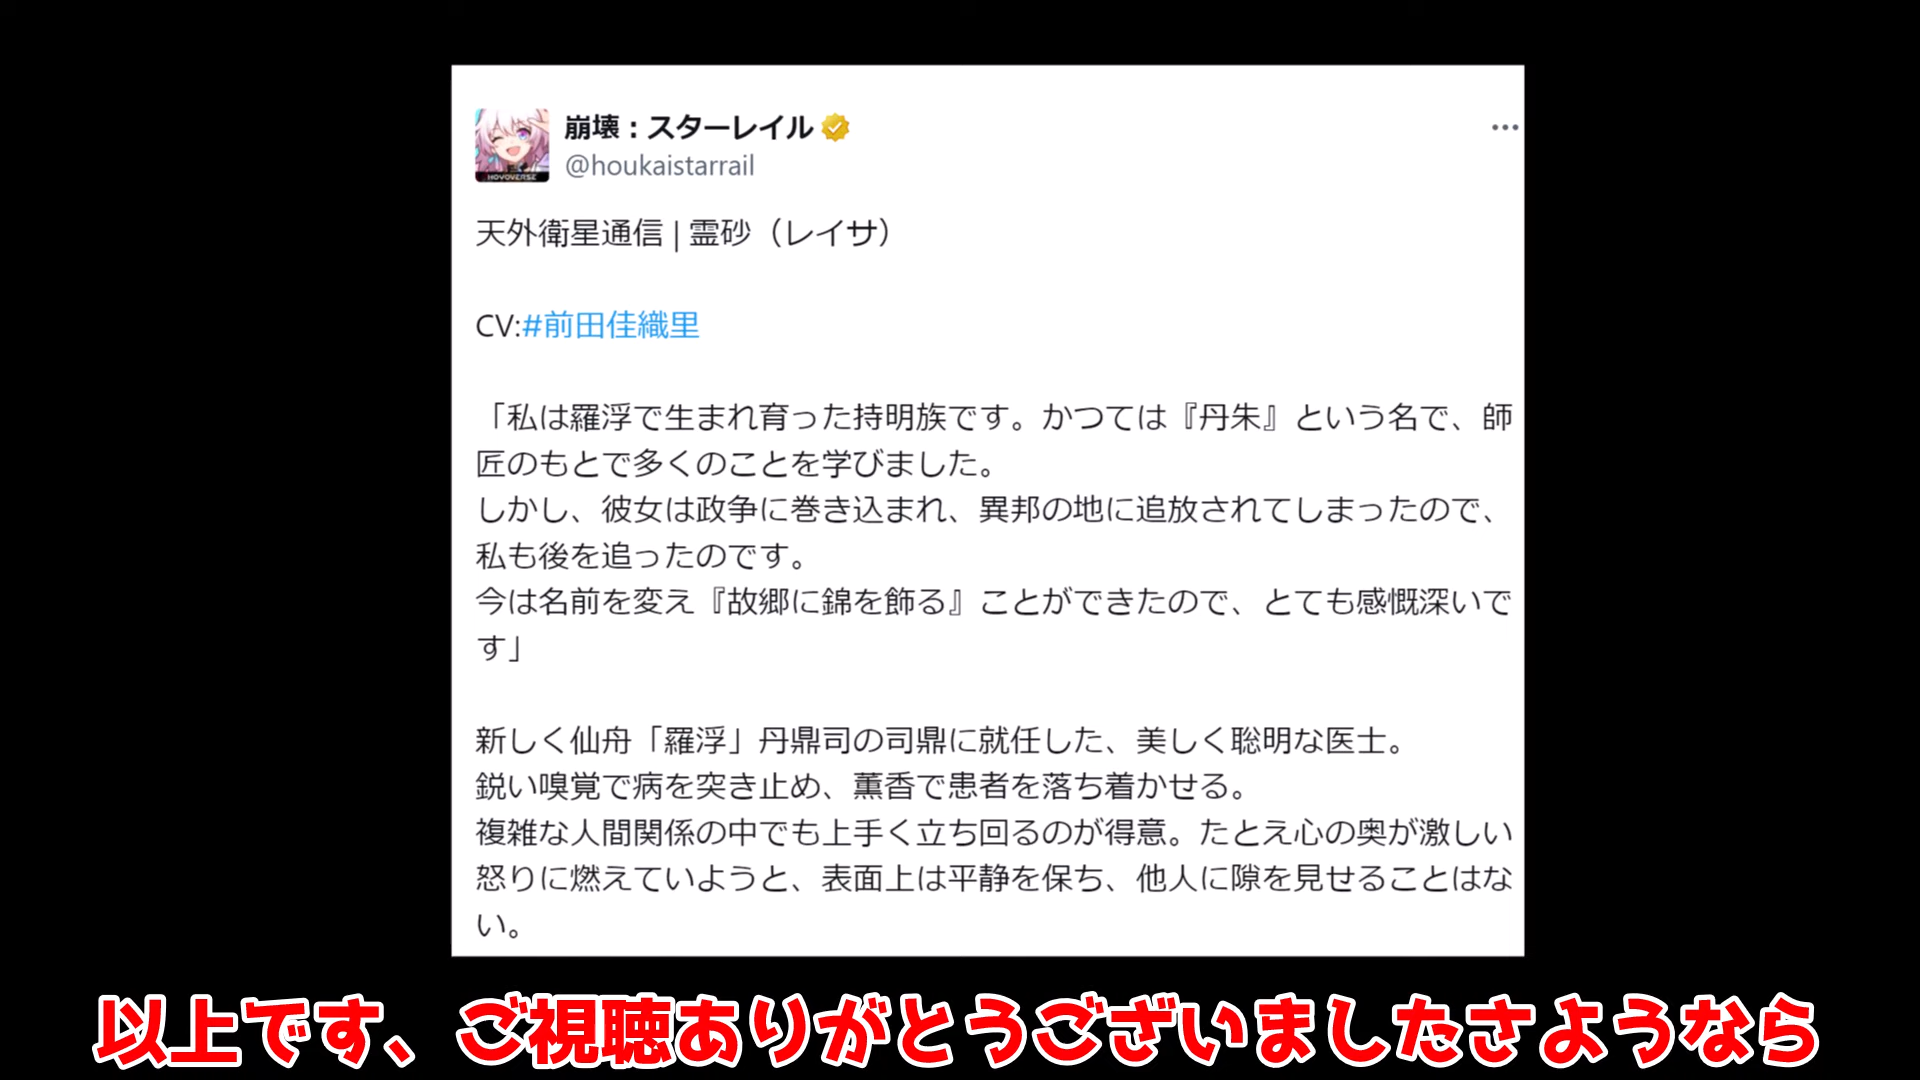 崩壊：スターレイル
@houkaistarrail
HOYOVERSE
天外衛星通信 | 霊砂（レイサ）
CV:#前田佳織里
「私は羅浮で生まれ育った持明族です。かつては『丹朱』という名で、師
匠のもとで多くのことを学びました。
しかし、彼女は政争に巻き込まれ、異邦の地に追放されてしまったので、
私も後を追ったのです。
今は名前を変え『故郷に錦を飾る』ことができたので、とても感慨深いで
す」
新しく仙舟「羅浮」丹鼎司の司鼎に就任した、美しく聡明な医士。
鋭い嗅覚で病を突き止め、薫香で患者を落ち着かせる。
複雑な人間関係の中でも上手く立ち回るのが得意。たとえ心の奥が激しい
怒りに燃えていようと、表面上は平静を保ち、他人に隙を見せることはな
い。
以上です、ご視聴ありがとうございましたさようなら